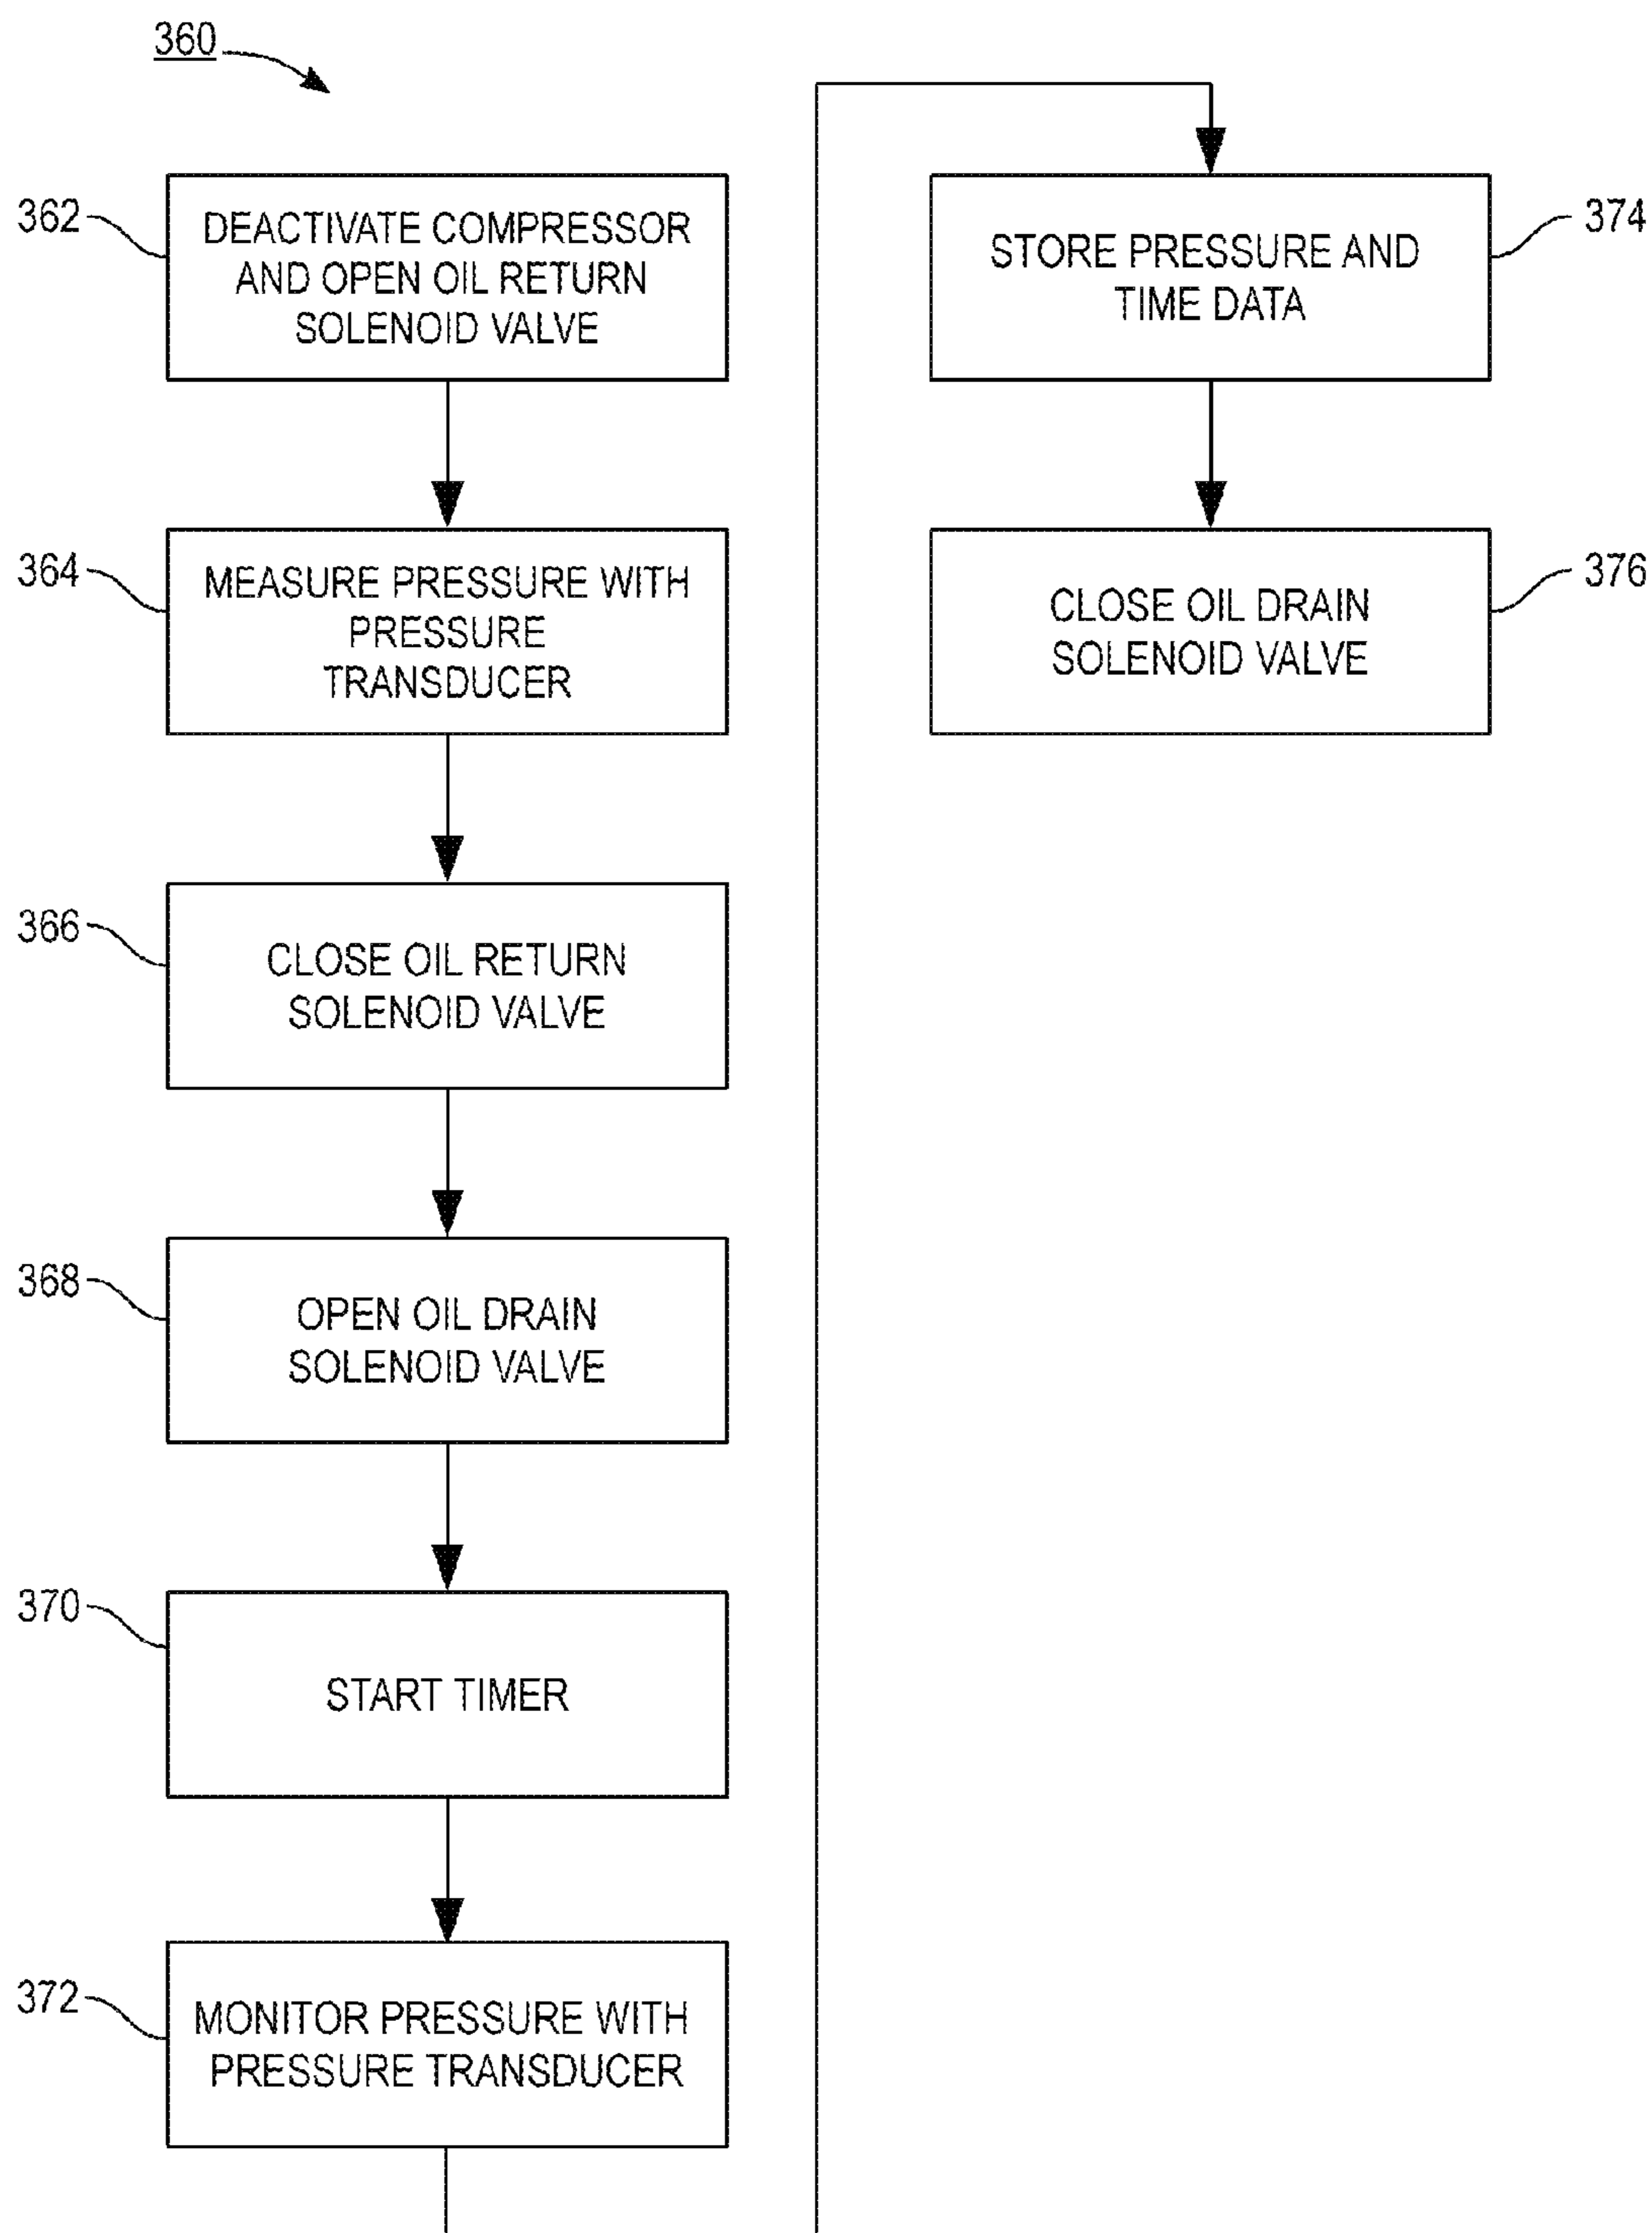 360
362
DEACTIVATE COMPRESSOR
AND OPEN OIL RETURN
SOLENOID VALVE
364
MEASURE PRESSURE WITH
PRESSURE
TRANSDUCER
366
CLOSE OIL RETURN
SOLENOID VALVE
368
OPEN OIL DRAIN
SOLENOID VALVE
370
START TIMER
372
MONITOR PRESSURE WITH
PRESSURE TRANSDUCER
374
STORE PRESSURE AND
TIME DATA
376
CLOSE OIL DRAIN
SOLENOID VALVE